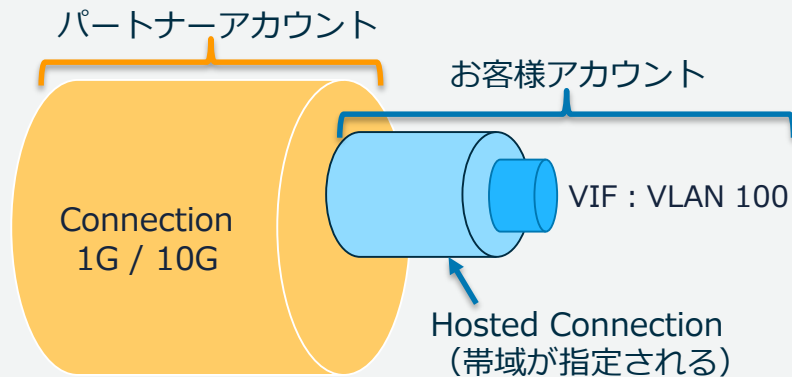 パートナーアカウント
お客様アカウント
Connection
1G / 10G
VIF : VLAN 100
Hosted Connection
（帯域が指定される）